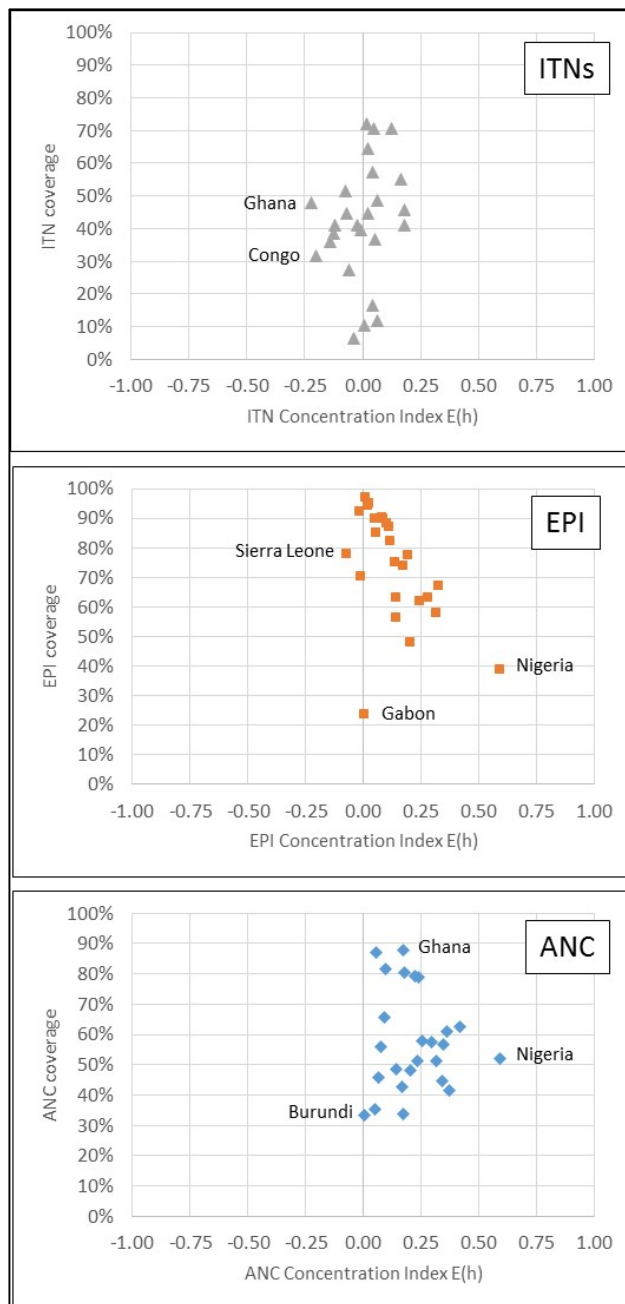 ITNs
100%
90%
80%
70%
60%
50%
40%
30%
20%
10%
0%
ITN coverage
Ghana
Congo
-1.00 -0.75 -0.50 -0.25 0.00 0.25 0.50 0.75 1.00
ITN Concentration Index E(h)
EPI
100%
90%
80%
70%
60%
50%
40%
30%
20%
10%
0%
EPI coverage
Sierra Leone
Nigeria
Gabon
-1.00 -0.75 -0.50 -0.25 0.00 0.25 0.50 0.75 1.00
EPI Concentration Index E(h)
ANC
100%
90%
80%
70%
60%
50%
40%
30%
20%
10%
0%
ANC coverage
Ghana
Nigeria
Burundi
-1.00 -0.75 -0.50 -0.25 0.00 0.25 0.50 0.75 1.00
ANC Concentration Index E(h)